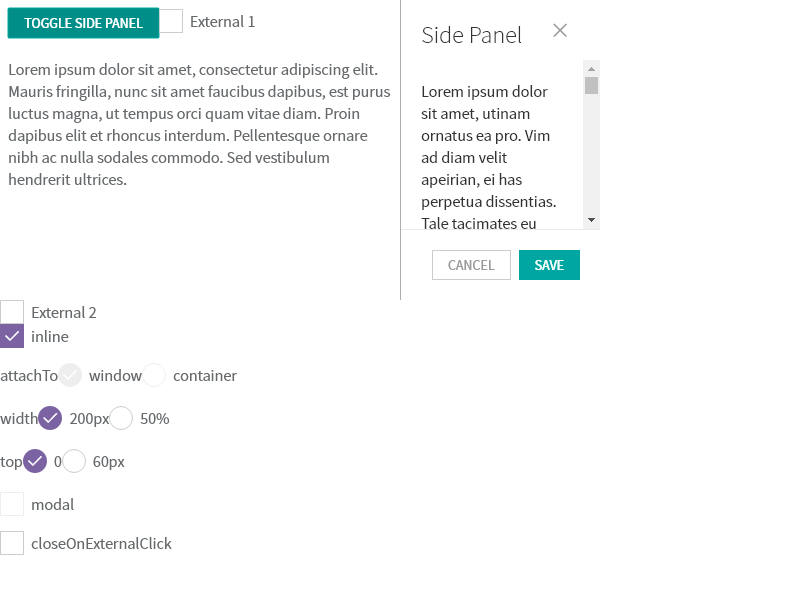 TOGGLE SIDE PANEL
External 1
Lorem ipsum dolor sit amet, consectetur adipiscing elit.
Mauris fringilla, nunc sit amet faucibus dapibus, est purus
luctus magna, ut tempus orci quam vitae diam. Proin
dapibus elit et rhoncus interdum. Pellentesque ornare
nibh ac nulla sodales commodo. Sed vestibulum
hendrerit ultrices.
Side Panel
Lorem ipsum dolor
sit amet, utinam
ornatus ea pro. Vim
ad diam velit
apeirian, ei has
perpetua dissentias.
Tale tacimates eu
CANCEL
SAVE
External 2
inline
attachTo window container
width 200px 50%
top 0 60px
modal
closeOnExternalClick